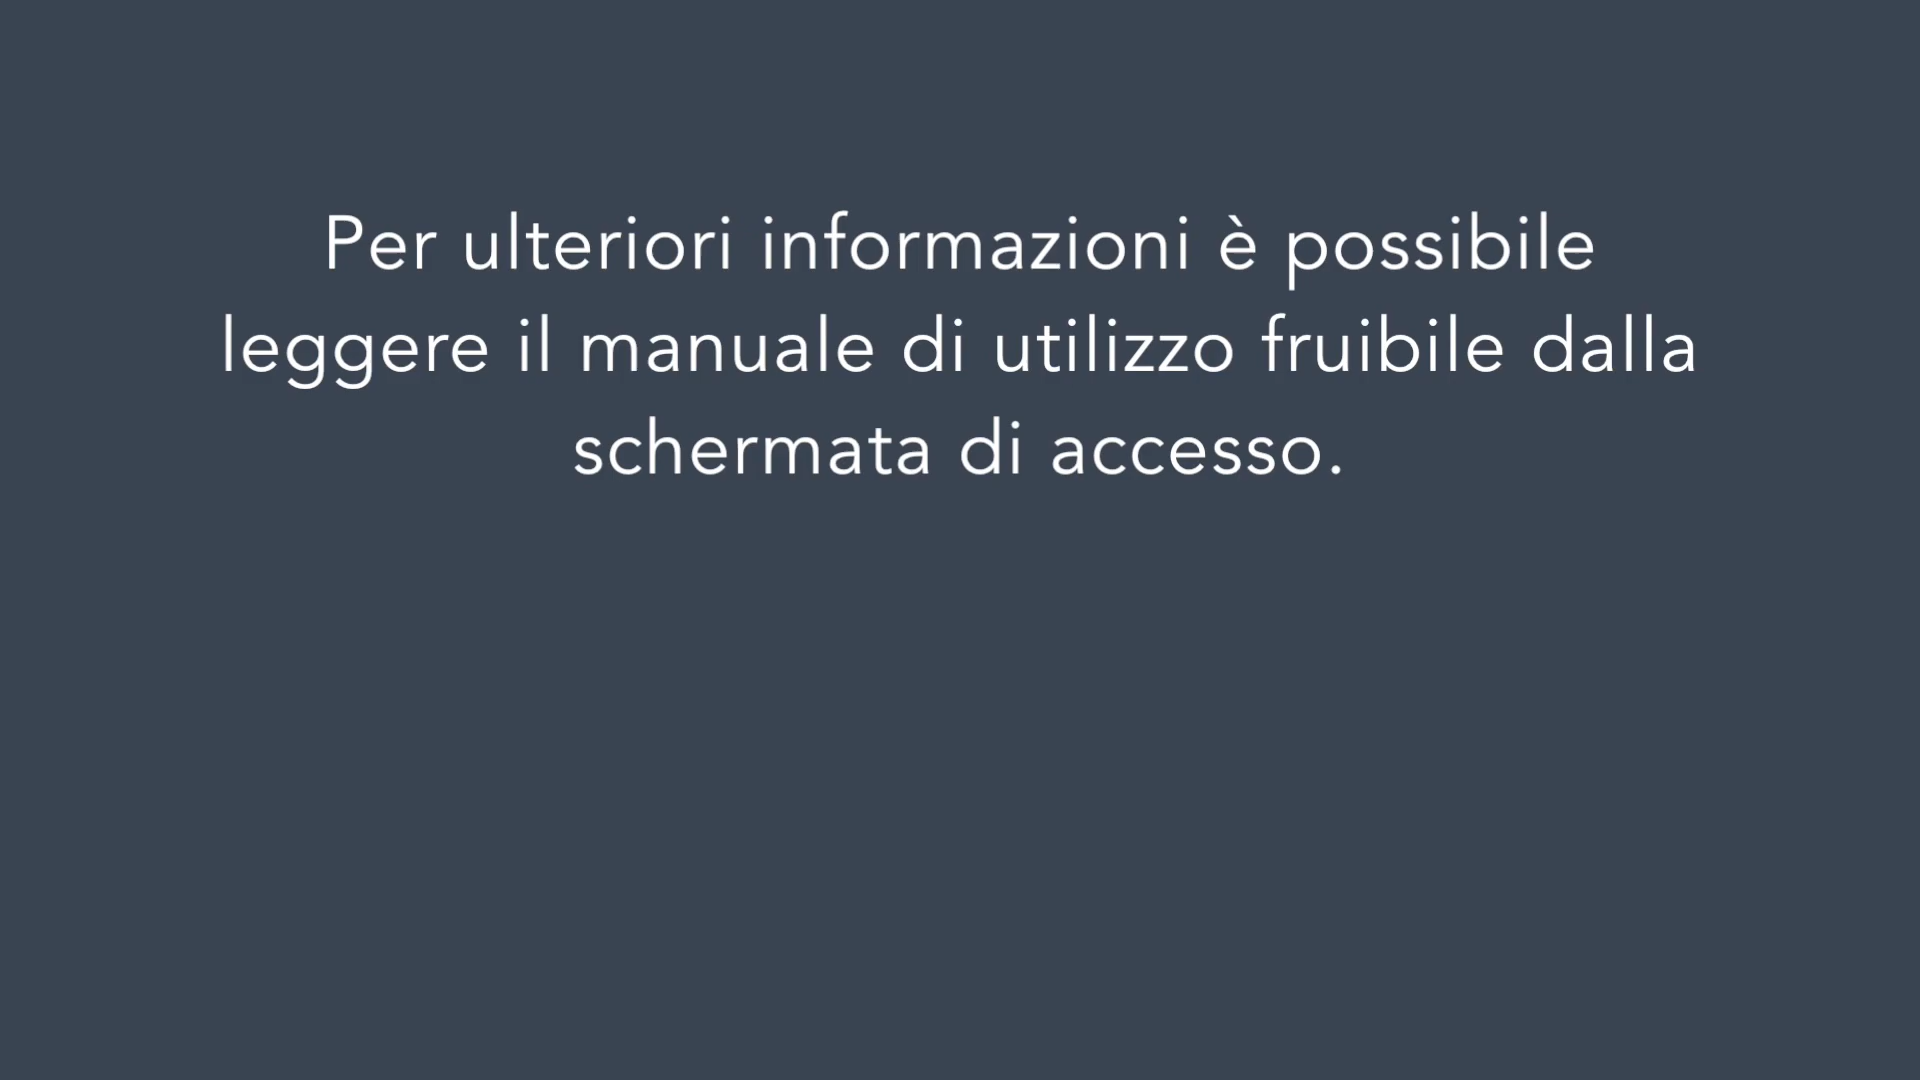 Per ulteriori informazioni è possibile
leggere il manuale di utilizzo fruibile dalla
schermata di accesso.